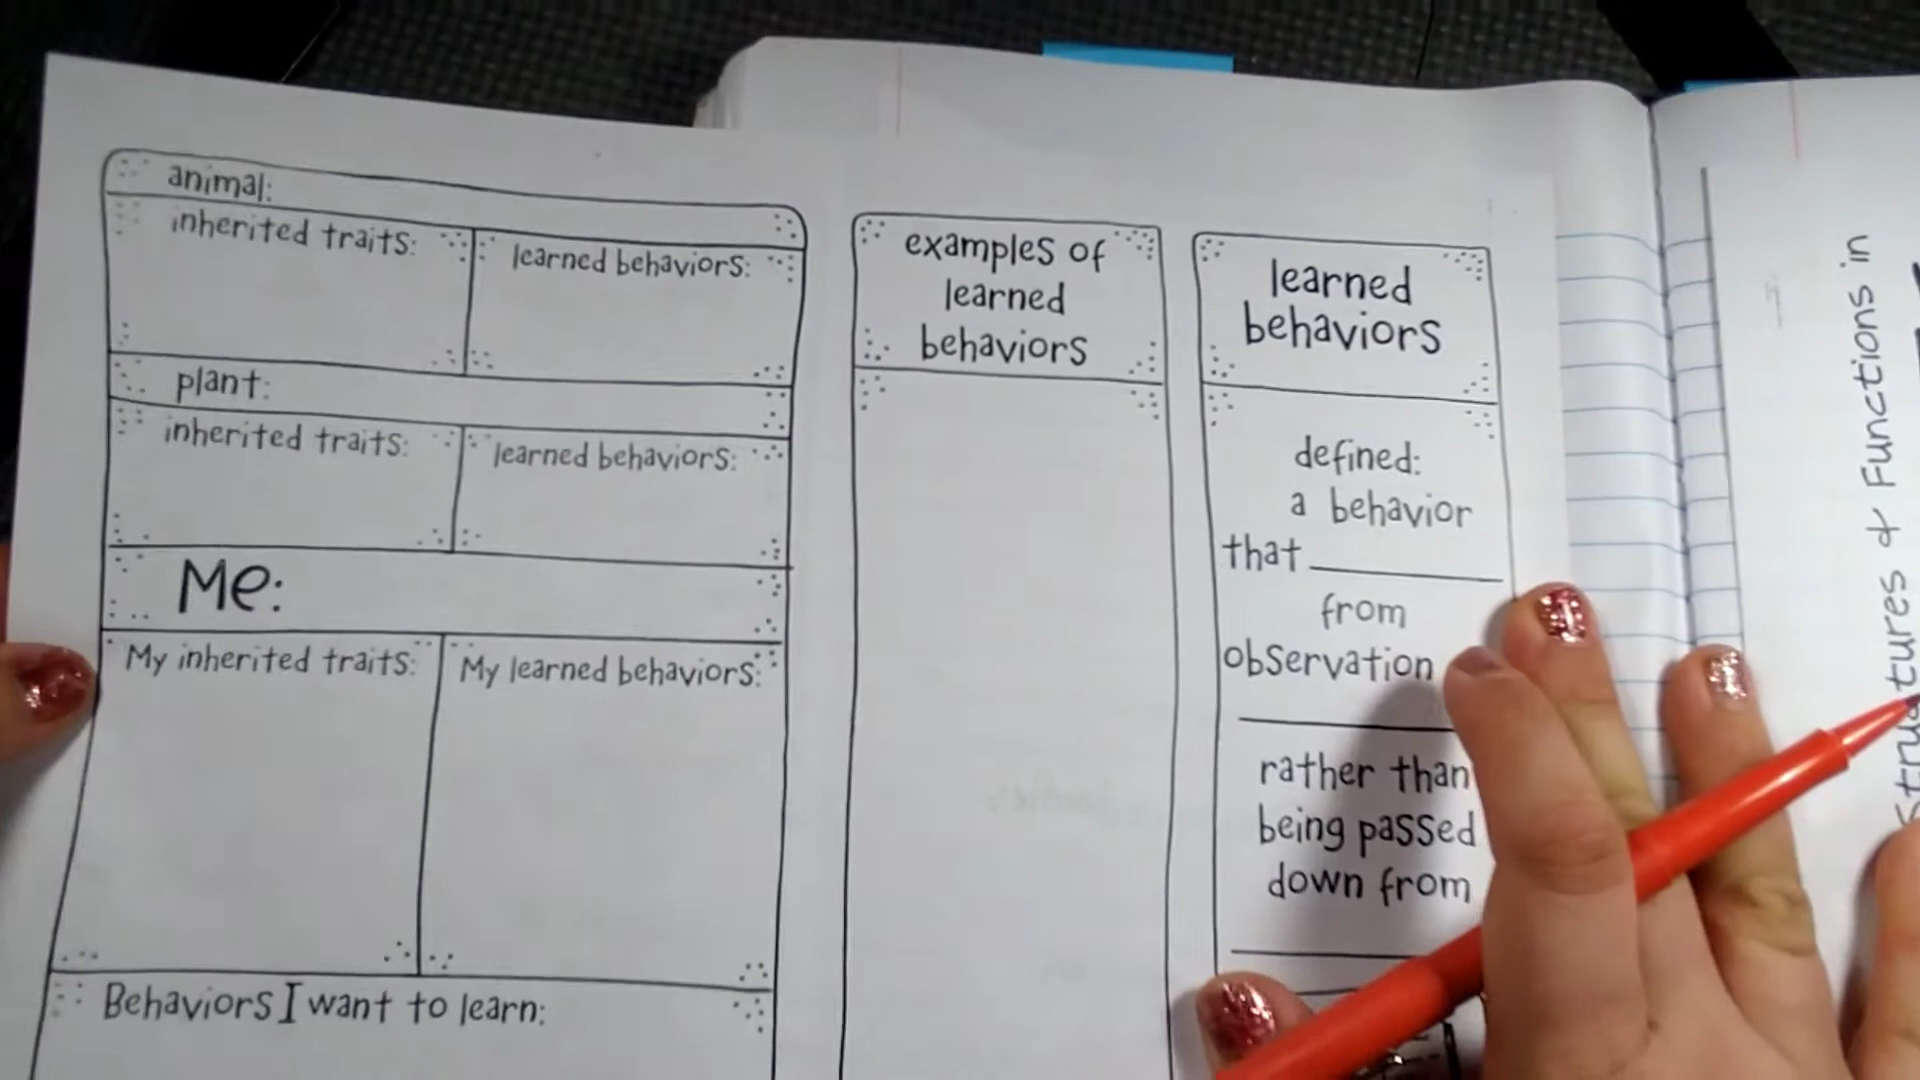 animal:
inherited traits:
learned behaviors:
plant:
inherited traits:
learned behaviors:
Me:
My inherited traits:
My learned behaviors:
Behaviors I want to learn:
examples of
learned
behaviors
learned
behaviors
defined:
a behavior
that
from
observation
rather than
being passed
down from
Structures & Functions in